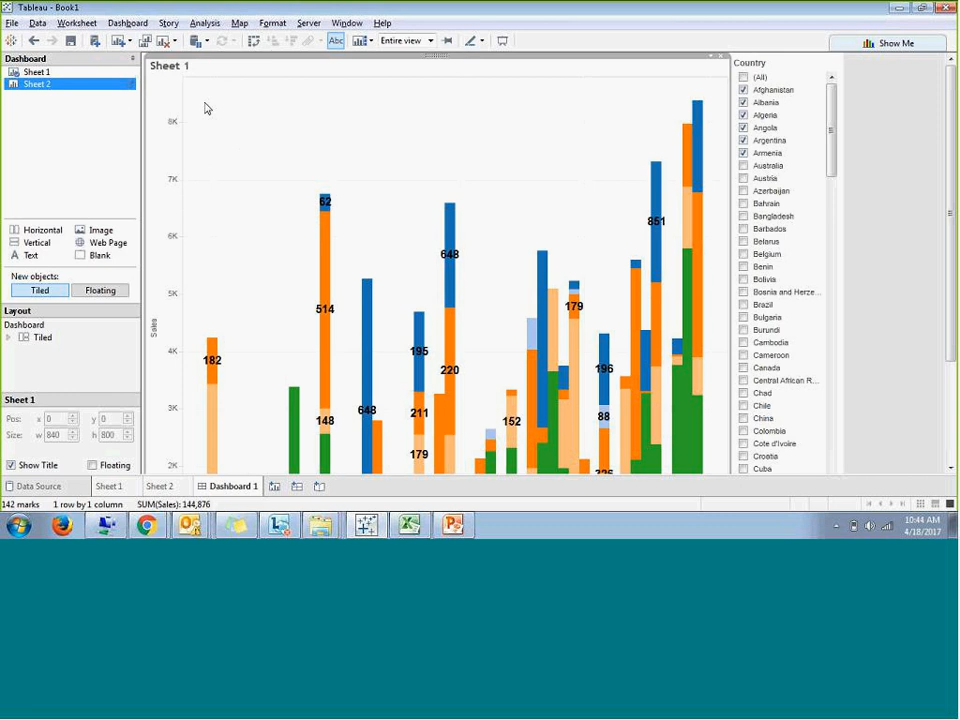 Tableau - Book1
File Data Worksheet Dashboard Story Analysis Map Format Server Window Help
Abc Entire view Show Me
Dashboard
Sheet 1
Sheet 2
Horizontal Image
Vertical Web Page
Text Blank
New objects:
Tiled Floating
Layout
Dashboard
Tiled
Sheet 1
Pos: x 0 y 0
Size: w 840 h 800
Show Title Floating
Sheet 1
8K
7K
6K
5K
4K
3K
2K
Sales
182
62
514
148
648
195
211
179
648
220
152
179
196
88
851
Country
(All)
Afghanistan
Albania
Algeria
Angola
Argentina
Armenia
Australia
Austria
Azerbaijan
Bahrain
Bangladesh
Barbados
Belarus
Belgium
Benin
Bolivia
Bosnia and Herze...
Brazil
Bulgaria
Burundi
Cambodia
Cameroon
Canada
Central African R...
Chad
Chile
China
Colombia
Cote d'Ivoire
Croatia
Cuba
Data Source Sheet 1 Sheet 2 Dashboard 1
142 marks 1 row by 1 column SUM(Sales): 144,876
10:44 AM
4/18/2017